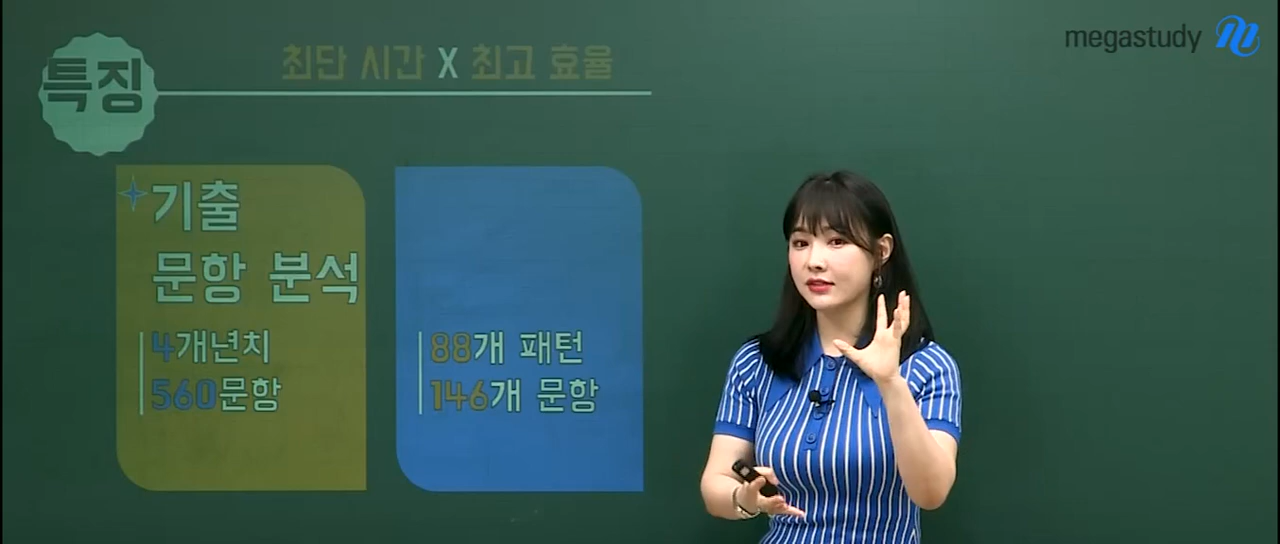 megastudy
특징
최단 시간 X 최고 효율
기출
문항 분석
4개년치
560문항
88개 패턴
146개 문항